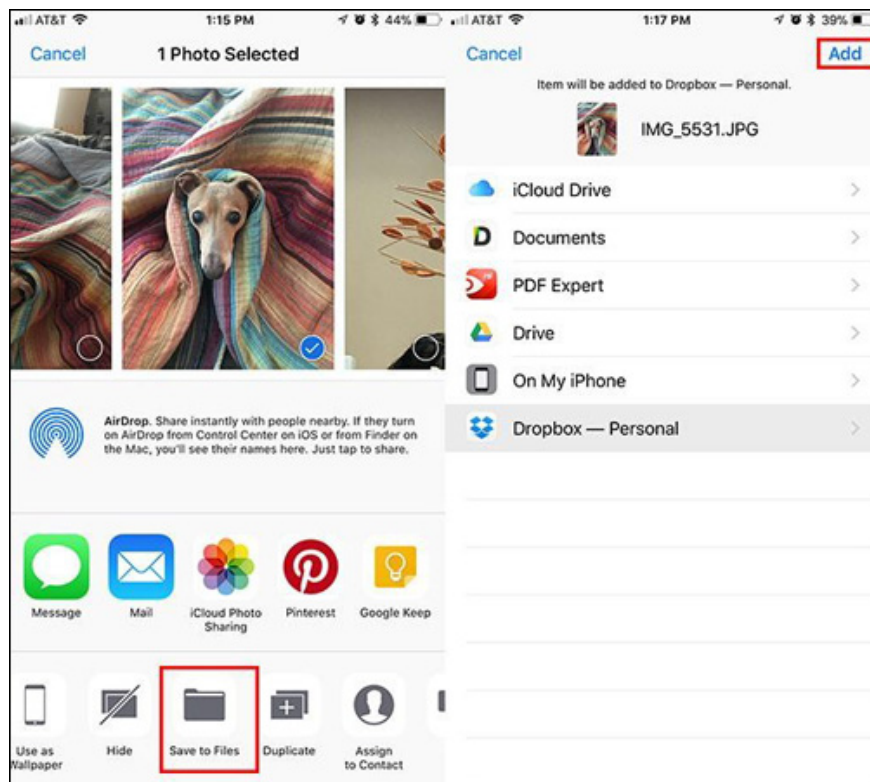 AT&T
1:15 PM
44%
Cancel
1 Photo Selected
AirDrop. Share instantly with people nearby. If they turn
on AirDrop from Control Center on iOS or from Finder on
the Mac, you'll see their names here. Just tap to share.
Message
Mail
iCloud Photo
Sharing
Pinterest
Google Keep
Use as
Wallpaper
Hide
Save to Files
Duplicate
Assign
to Contact
AT&T
1:17 PM
39%
Cancel
Add
Item will be added to Dropbox — Personal.
IMG_5531.JPG
iCloud Drive
D
Documents
PDF Expert
Drive
On My iPhone
Dropbox — Personal